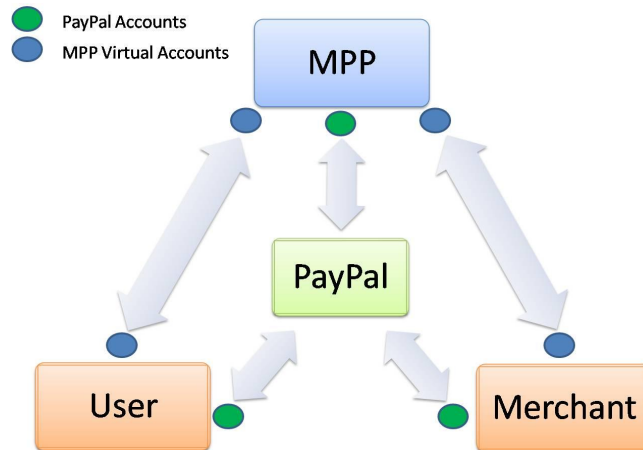 PayPal Accounts
MPP Virtual Accounts
MPP
PayPal
User
Merchant